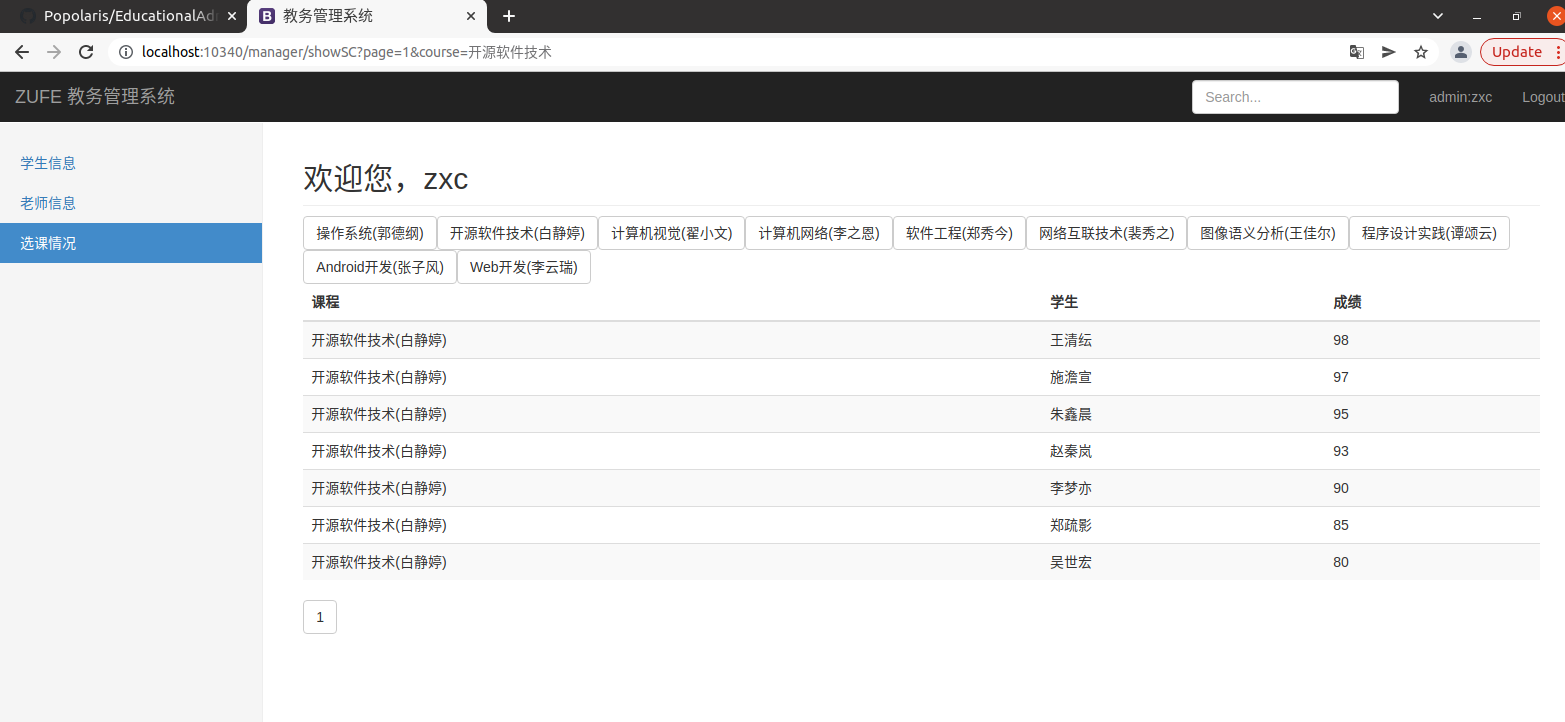 Popolaris/EducationalAdr
教务管理系统
localhost:10340/manager/showSC?page=1&course=开源软件技术
Update
ZUFE 教务管理系统
Search...
admin:zxc
Logout
学生信息
老师信息
选课情况
欢迎您，zxc
操作系统(郭德纲) 开源软件技术(白静婷) 计算机视觉(翟小文) 计算机网络(李之恩) 软件工程(郑秀今) 网络互联技术(裴秀之) 图像语义分析(王佳尔) 程序设计实践(谭颂云)
Android开发(张子风) Web开发(李云瑞)
课程 学生 成绩
开源软件技术(白静婷) 王清纭 98
开源软件技术(白静婷) 施澹宣 97
开源软件技术(白静婷) 朱鑫晨 95
开源软件技术(白静婷) 赵秦岚 93
开源软件技术(白静婷) 李梦亦 90
开源软件技术(白静婷) 郑疏影 85
开源软件技术(白静婷) 吴世宏 80
1